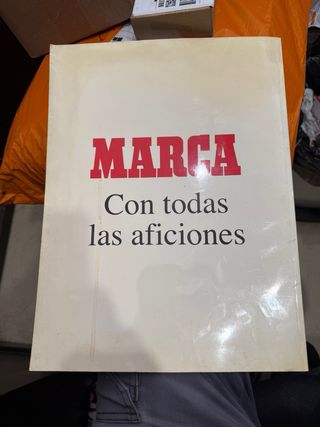 MARCA
Con todas
las aficiones